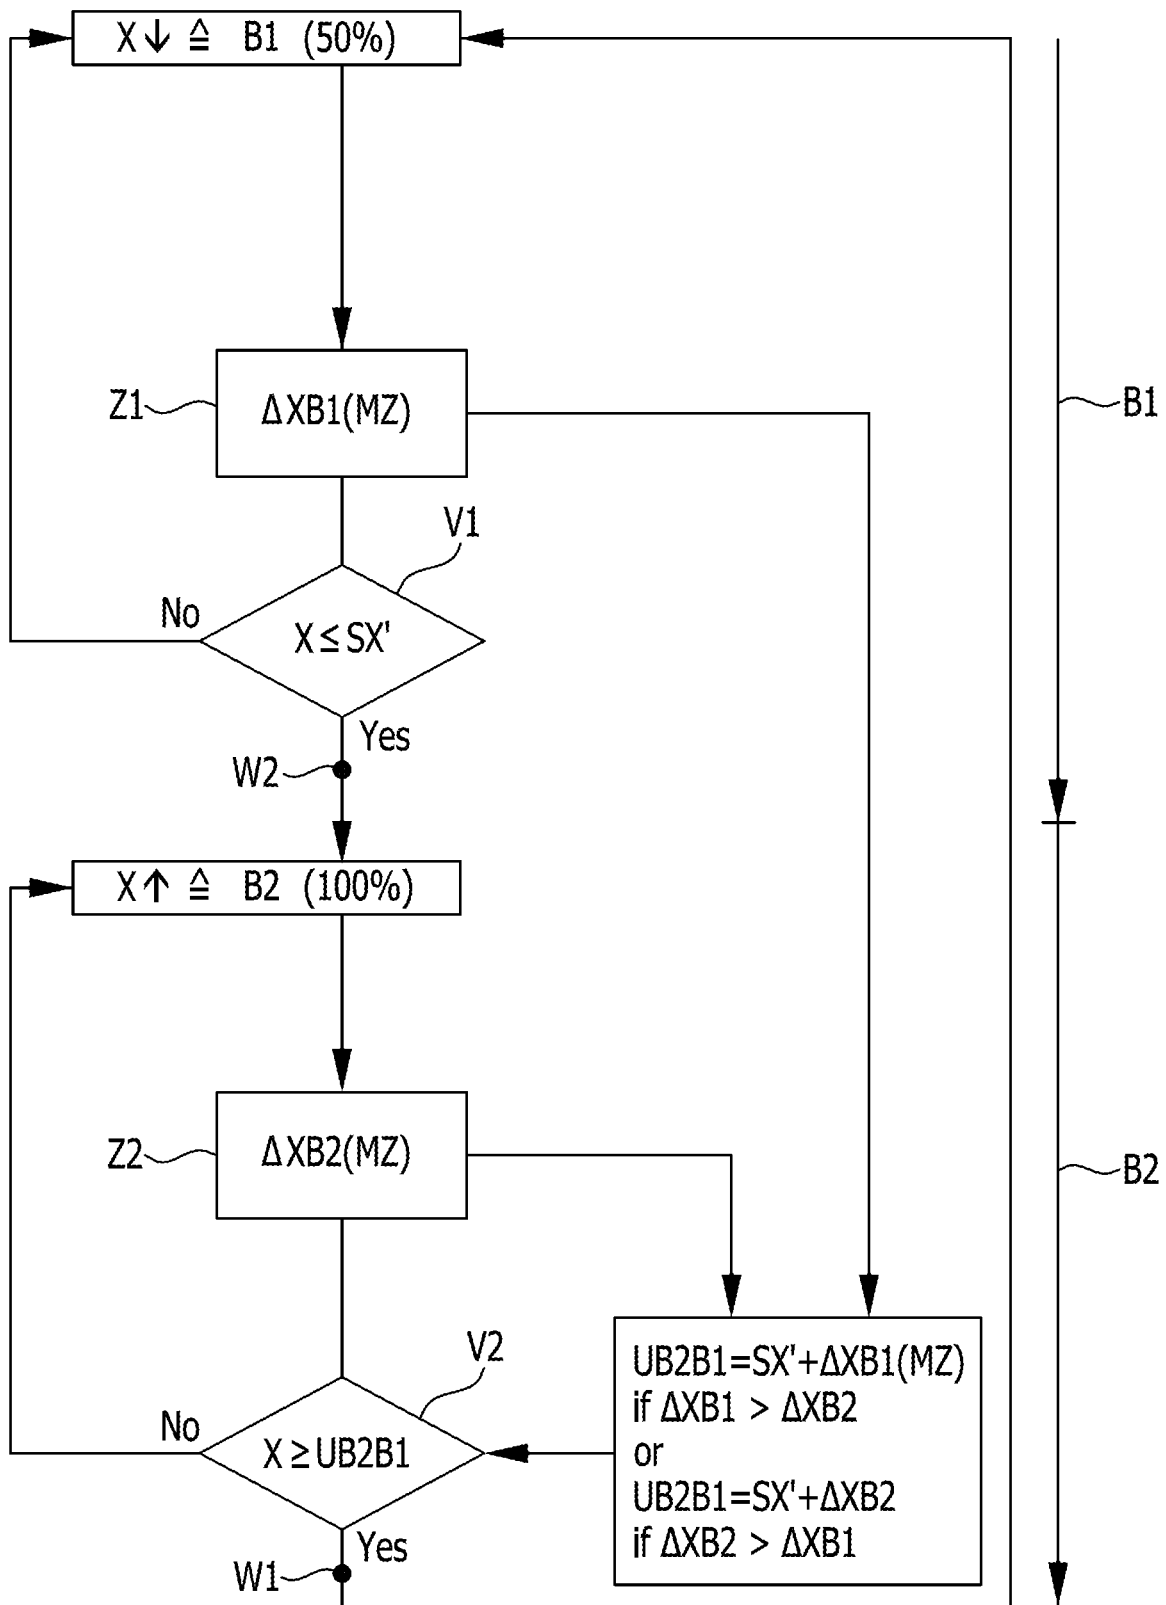 X↓ ≙ B1 (50%)
Z1
ΔXB1(MZ)
B1
V1
No
X ≤ SX'
Yes
W2
X↑ ≙ B2 (100%)
Z2
ΔXB2(MZ)
B2
V2
UB2B1=SX'+ΔXB1(MZ)
if ΔXB1 > ΔXB2
or
UB2B1=SX'+ΔXB2
if ΔXB2 > ΔXB1
No
X ≥ UB2B1
Yes
W1